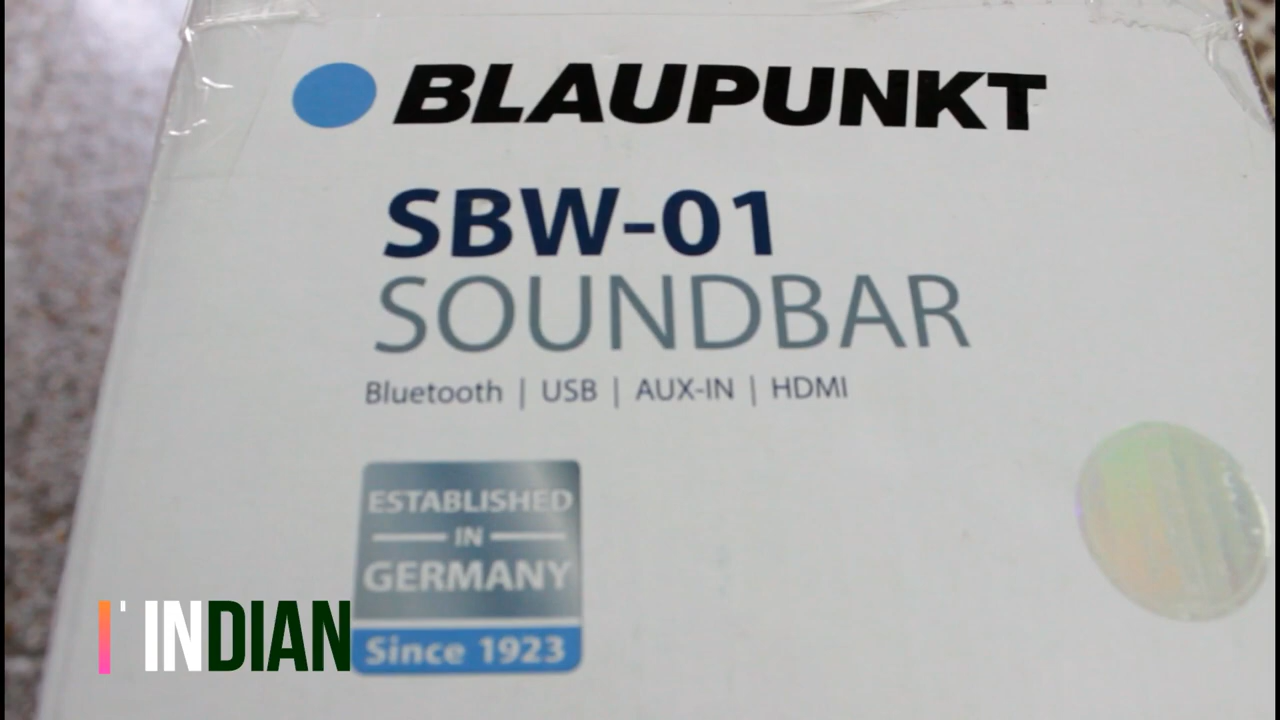 BLAUPUNKT
SBW-01
SOUNDBAR
Bluetooth | USB | AUX-IN | HDMI
ESTABLISHED
IN
GERMANY
Since 1923
INDIAN